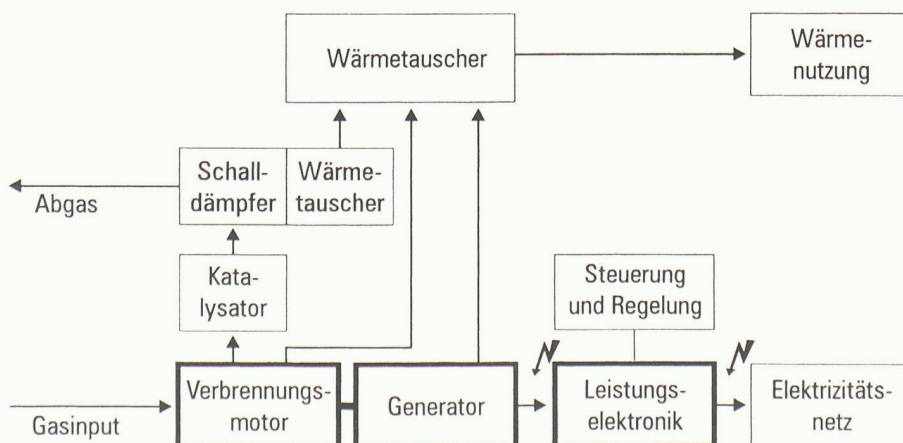 Wärmetauscher
Wärme-
nutzung
Schall-
dämpfer
Wärme-
tauscher
Abgas
Kata-
lysator
Steuerung
und Regelung
Verbrennungs-
motor
Generator
Leistungs-
elektronik
Elektrizitäts-
netz
Gasinput